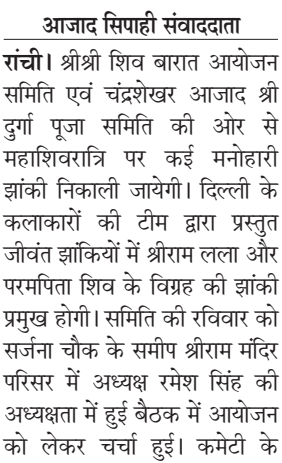 आजाद सिपाही संवाददाता
रांची। श्रीश्री शिव बारात आयोजन
समिति एवं चंद्रशेखर आजाद श्री
दुर्गा पूजा समिति की ओर से
महाशिवरात्रि पर कई मनोहारी
झांकी निकाली जायेगी। दिल्ली के
कलाकारों की टीम द्वारा प्रस्तुत
जीवंत झांकियों में श्रीराम लला और
परमपिता शिव के विग्रह की झांकी
प्रमुख होगी। समिति की रविवार को
सर्जना चौक के समीप श्रीराम मंदिर
परिसर में अध्यक्ष रमेश सिंह की
अध्यक्षता में हुई बैठक में आयोजन
को लेकर चर्चा हुई। कमेटी के